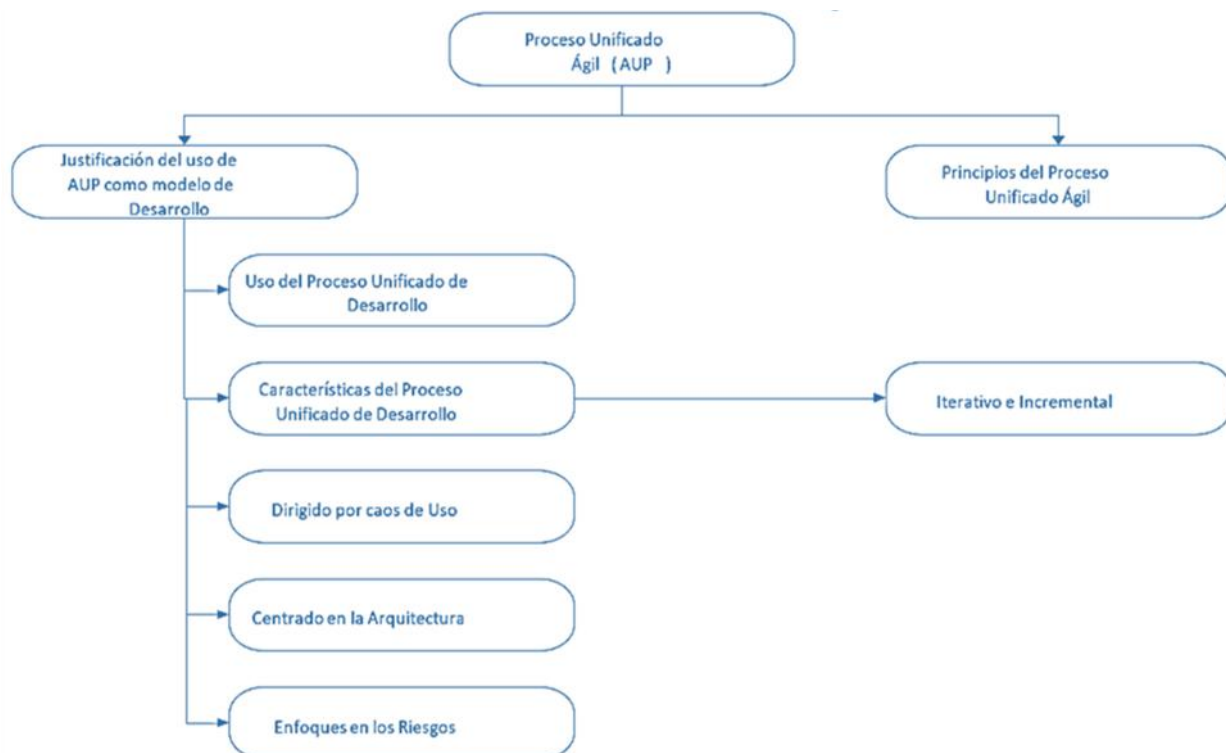 Proceso Unificado
Ágil ( AUP )
Justificación del uso de
AUP como modelo de
Desarrollo
Principios del Proceso
Unificado Ágil
Uso del Proceso Unificado de
Desarrollo
Características del Proceso
Unificado de Desarrollo
Iterativo e Incremental
Dirigido por caos de Uso
Centrado en la Arquitectura
Enfoques en los Riesgos